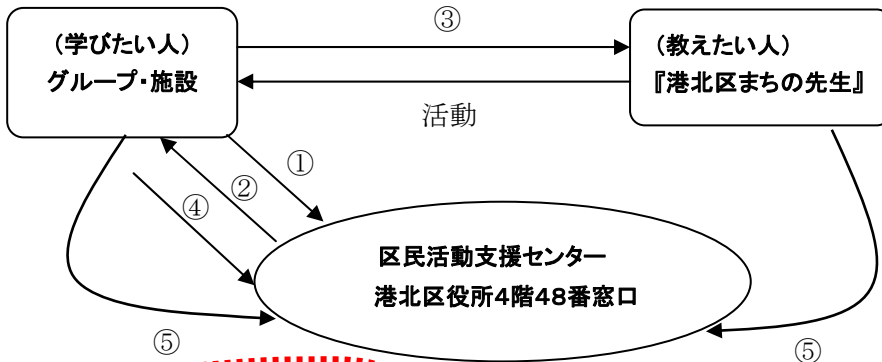 ③
(学びたい人)
グループ・施設
(教えたい人)
『港北区まちの先生』
活動
①
②
④
区民活動支援センター
港北区役所4階48番窓口
⑤
⑤